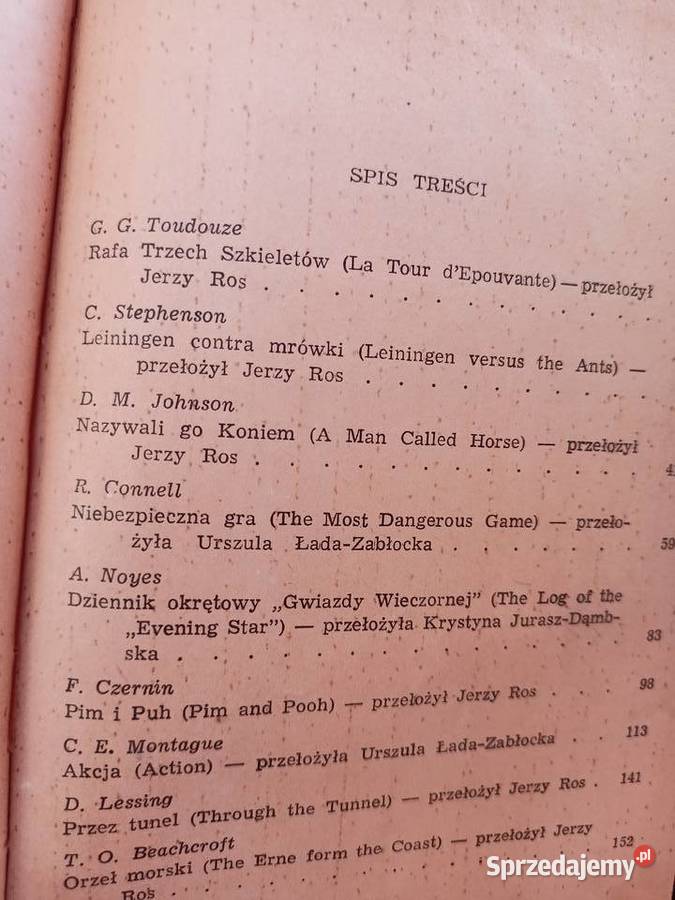 SPIS TREŚCI
G. G. Toudouze
Rafa Trzech Szkieletów (La Tour d'Epouvante) — przełożył
Jerzy Ros . . . . . . . . . . . . .
C. Stephenson
Leiningen contra mrówki (Leiningen versus the Ants) —
przełożył Jerzy Ros . . . . . . . . .
D. M. Johnson
Nazywali go Koniem (A Man Called Horse) — przełożył
Jerzy Ros . . . . . . . . . . . . .
R. Connell
Niebezpieczna gra (The Most Dangerous Game) — przeło-
żyła Urszula Łada-Zabłocka . . . . . . . 59
A. Noyes
Dziennik okrętowy „Gwiazdy Wieczornej" (The Log of the
„Evening Star") — przełożyła Krystyna Jurasz-Dąmb-
ska . . . . . . . . . . . . . . . 83
F. Czernin
Pim i Puh (Pim and Pooh) — przełożył Jerzy Ros . . . 98
C. E. Montague
Akcja (Action) — przełożyła Urszula Łada-Zabłocka . . 113
D. Lessing
Przez tunel (Through the Tunnel) — przełożył Jerzy Ros . 141
T. O. Beachcroft
Orzeł morski (The Erne form the Coast) — przełożył Jerzy
Ros . . . . . . . . . . . . . . . 152
Sprzedajemy.pl